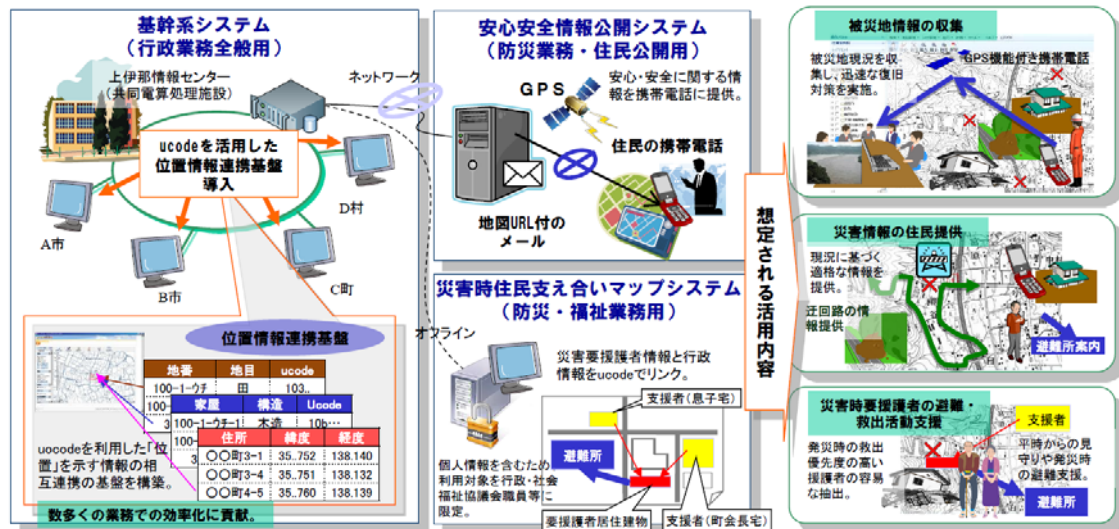 基幹系システム
（行政業務全般用）
上伊那情報センター
（共同電算処理施設）
ネットワーク
ucodeを活用した
位置情報連携基盤
導入
A市
B市
C町
D村
位置情報連携基盤
地番 地目 ucode
100-1-ウチ 田 103..
100-
3
家屋 構造 Ucode
100-1-ウチ-1 木造 10b…
100-
3
住所 緯度 経度
○○町3-1 35..752 138.140
○○町3-4 35..751 138.132
○○町4-5 35..760 138.139
uocodeを利用した「位
置」を示す情報の相
互連携の基盤を構築。
数多くの業務での効率化に貢献。
安心安全情報公開システム
（防災業務・住民公開用）
GPS
安心・安全に関する情
報を携帯電話に提供。
住民の携帯電話
地図URL付の
メール
オフライン
災害時住民支え合いマップシステム
（防災・福祉業務用）
災害要援護者情報と行政
情報をucodeでリンク。
支援者（息子宅）
避難所
個人情報を含むため
利用対象を行政・社会
福祉協議会職員等に
限定。
要援護者居住建物
支援者（町会長宅）
想定される活用内容
被災地情報の収集
被災地現況を収
集し、迅速な復旧
対策を実施。
GPS機能付き携帯電話
災害情報の住民提供
現況に基づく
適格な情報を
提供。
迂回路の情
報提供
避難所案内
災害時要援護者の避難・
救出活動支援
発災時の救出
優先度の高い
援護者の容易
な抽出。
支援者
平時からの見
守りや発災時
の避難支援。
避難所